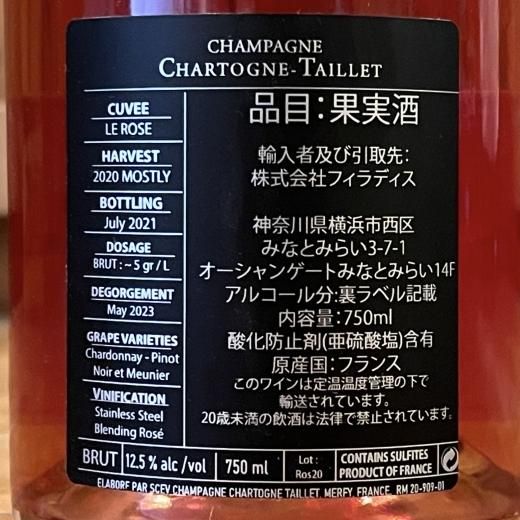 CHAMPAGNE
CHARTOGNE-TAILLET
CUVEE
LE ROSE
HARVEST
2020 MOSTLY
BOTTLING
July 2021
DOSAGE
BRUT : ~ 5 gr / L
DEGORGEMENT
May 2023
GRAPE VARIETIES
Chardonnay - Pinot
Noir et Meunier
VINIFICATION
Stainless Steel
Blending Rosé
品目：果実酒
輸入者及び引取先：
株式会社フィラディス
神奈川県横浜市西区
みなとみらい3-7-1
オーシャンゲートみなとみらい14F
アルコール分:裏ラベル記載
内容量：750ml
酸化防止剤(亜硫酸塩)含有
原産国：フランス
このワインは定温温度管理の下で
輸送されています。
20歳未満の飲酒は法律で禁止されています。
BRUT
12.5 % alc / vol
750 ml
Lot :
Ros20
CONTAINS SULFITES
PRODUCT OF FRANCE
ELABORE PAR SCEV CHAMPAGNE CHARTOGNE TAILLET, MERFY, FRANCE, RM 20-909-01